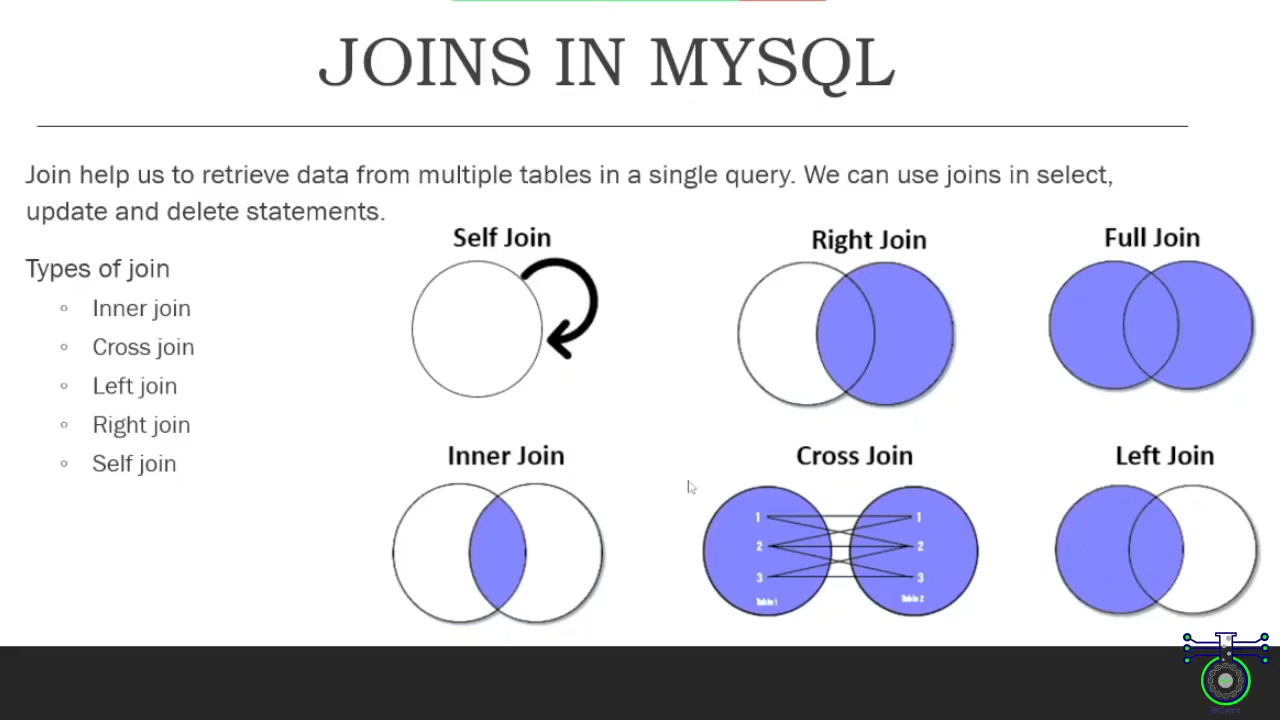 JOINS IN MYSQL
Join help us to retrieve data from multiple tables in a single query. We can use joins in select,
update and delete statements.
Types of join
Inner join
Cross join
Left join
Right join
Self join
Self Join
Right Join
Full Join
Inner Join
Cross Join
Left Join
1 1
2 2
3 3
Table 1 Table 2